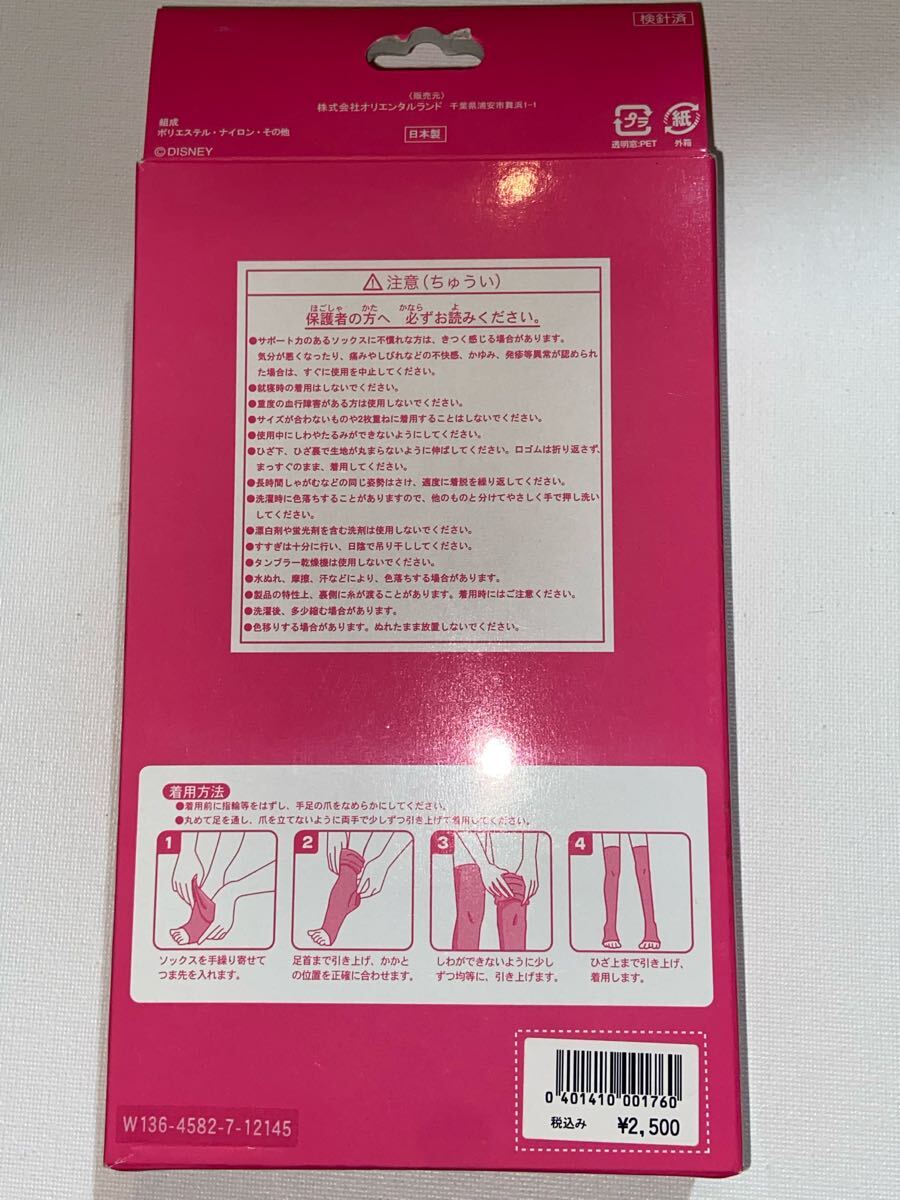 検針済
〈販売元〉
株式会社オリエンタルランド 千葉県浦安市舞浜1-1
組成
ポリエステル・ナイロン・その他
日本製
©DISNEY
プラ
透明窓:PET
紙
外箱
注意(ちゅうい)
ほごしゃ かた かなら よ
保護者の方へ 必ずお読みください。
●サポート力のあるソックスに不慣れな方は、きつく感じる場合があります。
気分が悪くなったり、痛みやしびれなどの不快感、かゆみ、発疹等異常が認められ
た場合は、すぐに使用を中止してください。
●就寝時の着用はしないでください。
●重度の血行障害がある方は使用しないでください。
●サイズが合わないものや2枚重ねに着用することはしないでください。
●使用中にしわやたるみができないようにしてください。
●ひざ下、ひざ裏で生地が丸まらないように伸ばしてください。口ゴムは折り返さず、
まっすぐのまま、着用してください。
●長時間しゃがむなどの同じ姿勢はさけ、適度に着脱を繰り返してください。
●洗濯時に色落ちすることがありますので、他のものと分けてやさしく手で押し洗い
してください。
●漂白剤や蛍光剤を含む洗剤は使用しないでください。
●すすぎは十分に行い、日陰で吊り干ししてください。
●タンブラー乾燥機は使用しないでください。
●水ぬれ、摩擦、汗などにより、色落ちする場合があります。
●製品の特性上、裏側に糸が渡ることがあります。着用時にはご注意ください。
●洗濯後、多少縮む場合があります。
●色移りする場合があります。ぬれたまま放置しないでください。
着用方法
●着用前に指輪等をはずし、手足の爪をなめらかにしてください。
●丸めて足を通し、爪を立てないように両手で少しずつ引き上げて着用してください。
1
2
3
4
ソックスを手繰り寄せて
つま先を入れます。
足首まで引き上げ、かかと
の位置を正確に合わせます。
しわができないように少し
ずつ均等に、引き上げます。
ひざ上まで引き上げ、
着用します。
0 401410 001760
税込み ¥2,500
W136-4582-7-12145